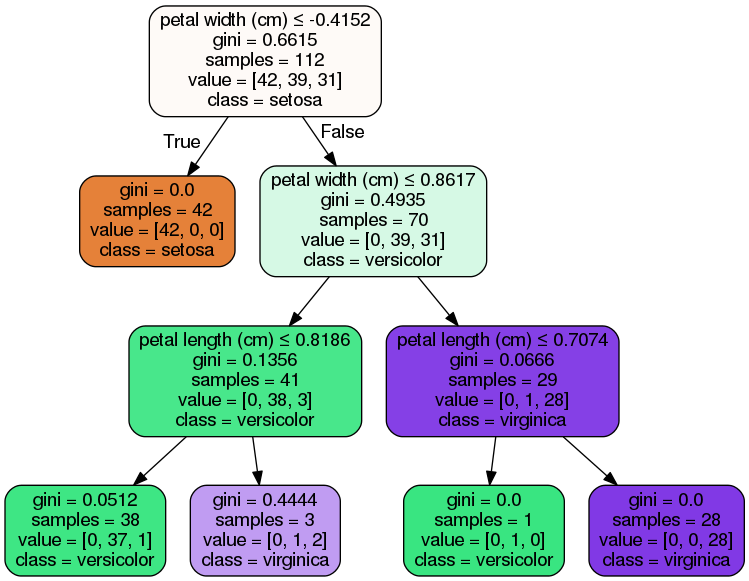 petal width (cm) ≤ -0.4152
gini = 0.6615
samples = 112
value = [42, 39, 31]
class = setosa
True
False
gini = 0.0
samples = 42
value = [42, 0, 0]
class = setosa
petal width (cm) ≤ 0.8617
gini = 0.4935
samples = 70
value = [0, 39, 31]
class = versicolor
petal length (cm) ≤ 0.8186
gini = 0.1356
samples = 41
value = [0, 38, 3]
class = versicolor
petal length (cm) ≤ 0.7074
gini = 0.0666
samples = 29
value = [0, 1, 28]
class = virginica
gini = 0.0512
samples = 38
value = [0, 37, 1]
class = versicolor
gini = 0.4444
samples = 3
value = [0, 1, 2]
class = virginica
gini = 0.0
samples = 1
value = [0, 1, 0]
class = versicolor
gini = 0.0
samples = 28
value = [0, 0, 28]
class = virginica